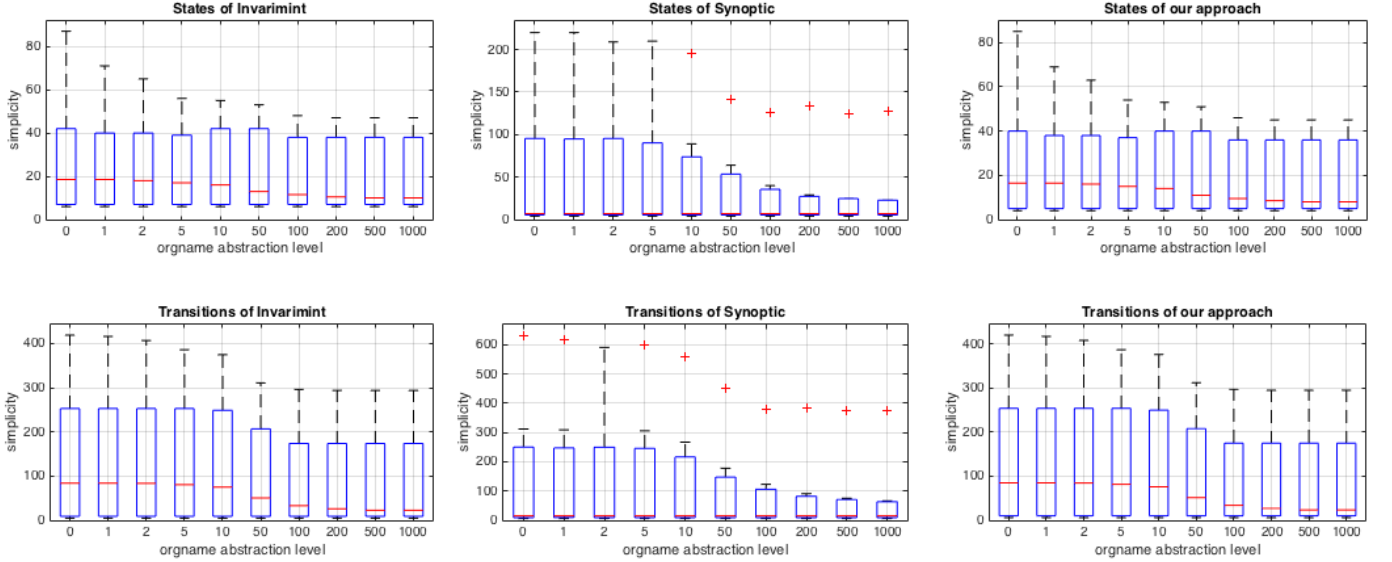 States of Invarimint
80
60
40
20
0
simplicity
0 1 2 5 10 50 100 200 500 1000
orgname abstraction level
States of Synoptic
200
150
100
50
0
simplicity
0 1 2 5 10 50 100 200 500 1000
orgname abstraction level
States of our approach
80
60
40
20
0
simplicity
0 1 2 5 10 50 100 200 500 1000
orgname abstraction level
Transitions of Invarimint
400
300
200
100
0
simplicity
0 1 2 5 10 50 100 200 500 1000
orgname abstraction level
Transitions of Synoptic
600
500
400
300
200
100
0
simplicity
0 1 2 5 10 50 100 200 500 1000
orgname abstraction level
Transitions of our approach
400
300
200
100
0
simplicity
0 1 2 5 10 50 100 200 500 1000
orgname abstraction level